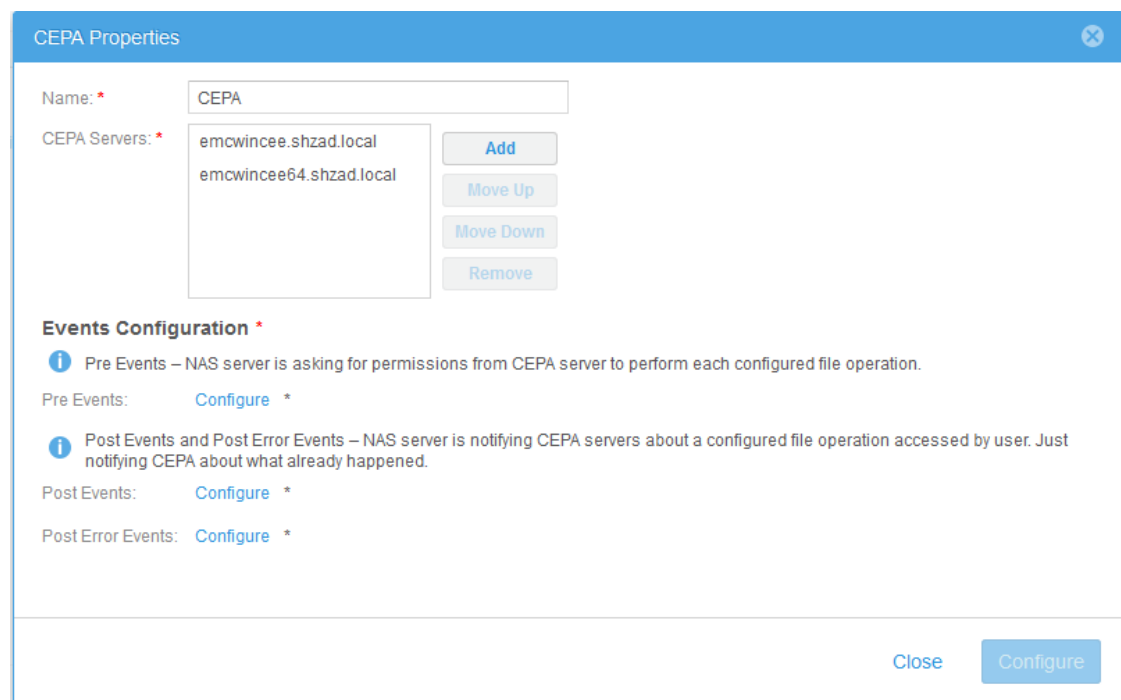 CEPA Properties
Name: * CEPA
CEPA Servers: * emcwincee.shzad.local
emcwincee64.shzad.local
Add
Move Up
Move Down
Remove
Events Configuration *
Pre Events – NAS server is asking for permissions from CEPA server to perform each configured file operation.
Pre Events: Configure *
Post Events and Post Error Events – NAS server is notifying CEPA servers about a configured file operation accessed by user. Just
notifying CEPA about what already happened.
Post Events: Configure *
Post Error Events: Configure *
Close Configure